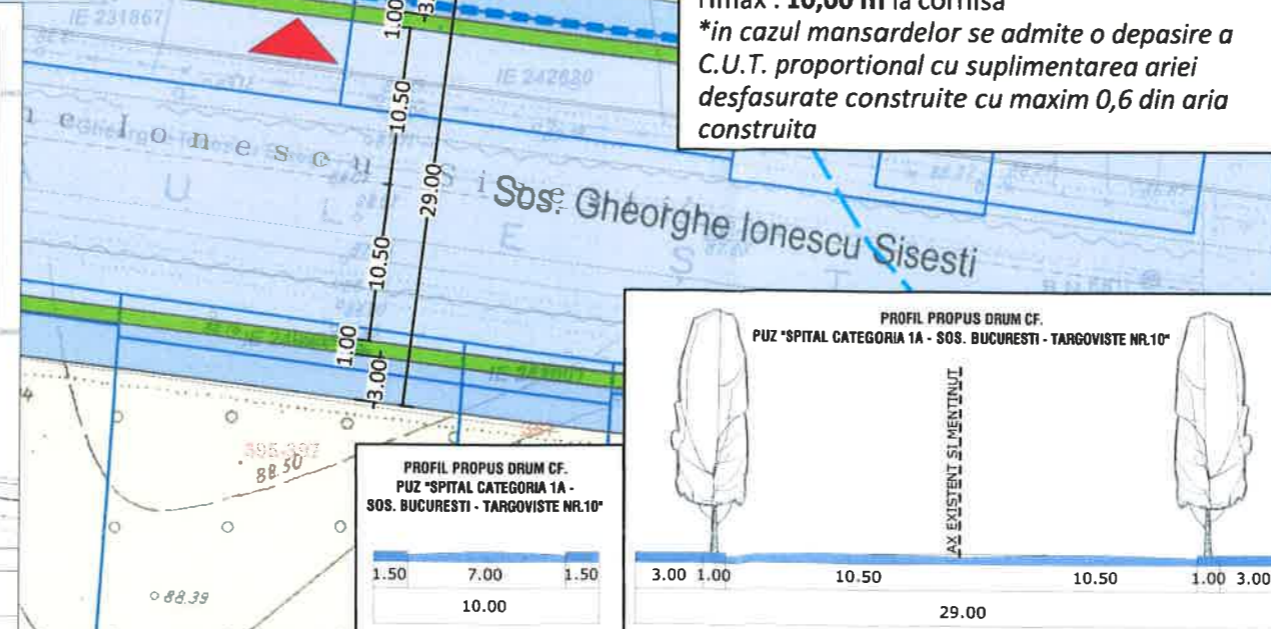 Hmax : 10,00 m la cornisa
*in cazul mansardelor se admite o depasire a
C.U.T. proportional cu suplimentarea ariei
desfasurate construite cu maxim 0,6 din aria
construita
IE 231867
IE 242630
1.00
10.50
29.00
10.50
1.00
3.00
Sos. Gheorghe Ionescu Sisesti
88.50
88.39
PROFIL PROPUS DRUM CF.
PUZ "SPITAL CATEGORIA 1A -
SOS. BUCURESTI - TARGOVISTE NR.10"
1.50 7.00 1.50
10.00
PROFIL PROPUS DRUM CF.
PUZ "SPITAL CATEGORIA 1A - SOS. BUCURESTI - TARGOVISTE NR.10"
AX EXISTENT SI MENTINUT
3.00 1.00 10.50 10.50 1.00 3.00
29.00